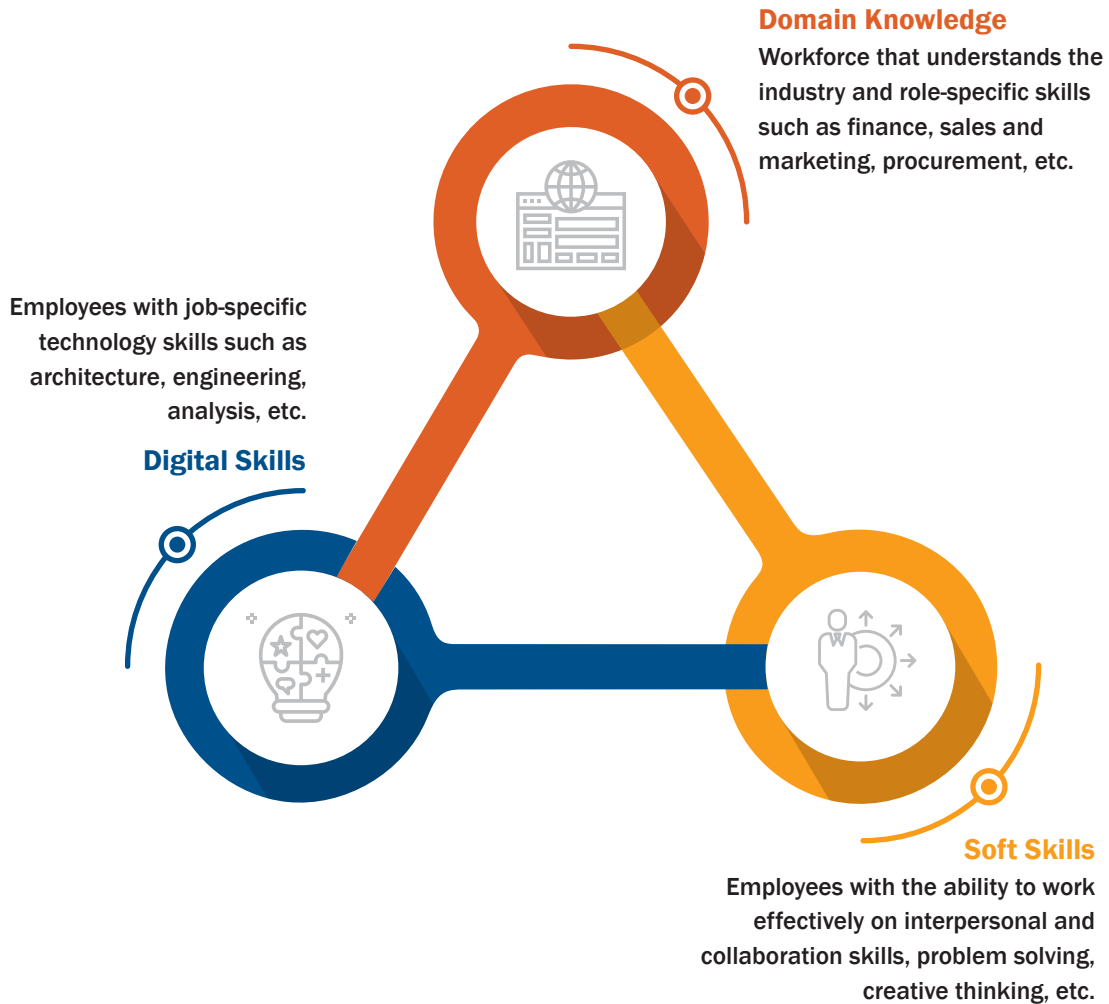 Domain Knowledge
Workforce that understands the
industry and role-specific skills
such as finance, sales and
marketing, procurement, etc.
Employees with job-specific
technology skills such as
architecture, engineering,
analysis, etc.
Digital Skills
Soft Skills
Employees with the ability to work
effectively on interpersonal and
collaboration skills, problem solving,
creative thinking, etc.